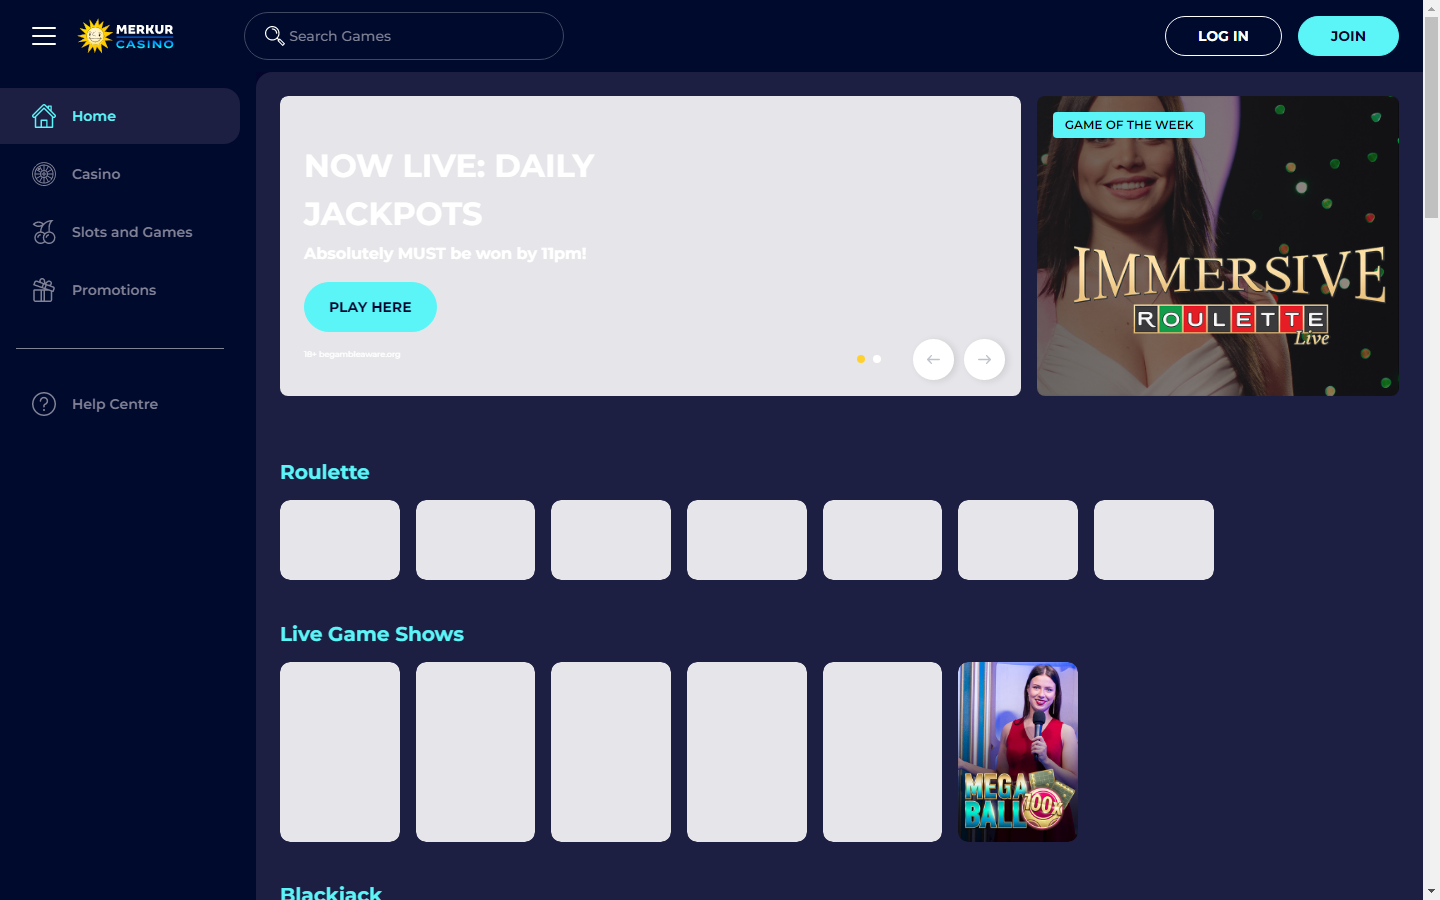 MERKUR
CASINO
Search Games
LOG IN
JOIN
Home
Casino
Slots and Games
Promotions
Help Centre
NOW LIVE: DAILY
JACKPOTS
Absolutely MUST be won by 11pm!
PLAY HERE
18+ begambleaware.org
GAME OF THE WEEK
IMMERSIVE
ROULETTE
Live
Roulette
Live Game Shows
MEGA
BALL
100x
Blackjack